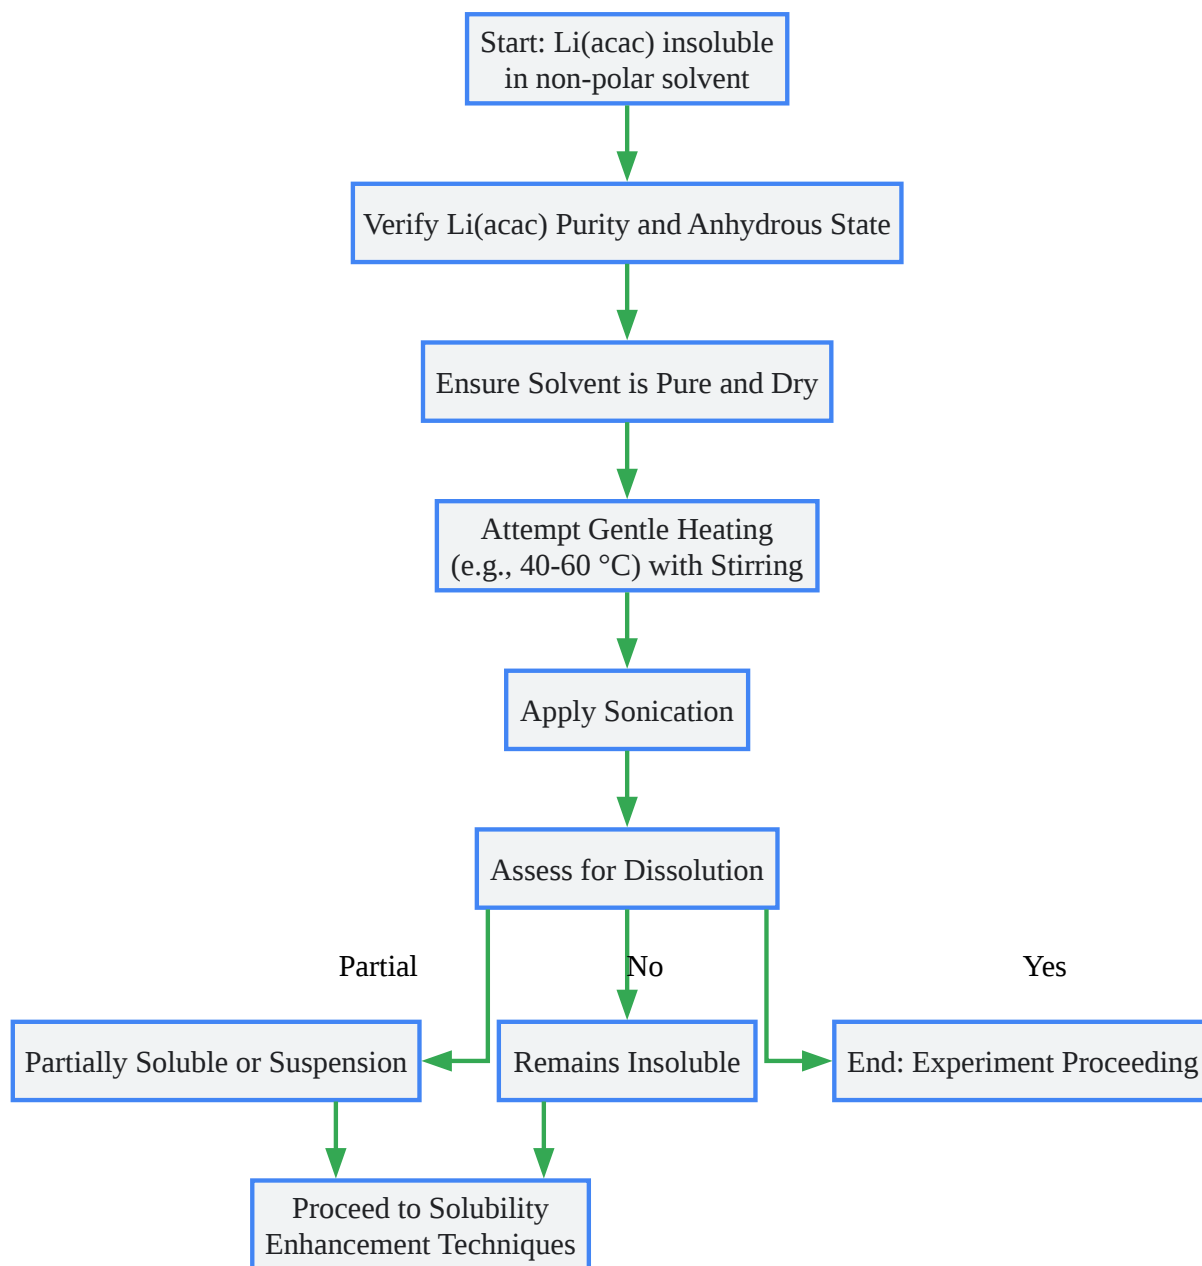 Start: Li(acac) insoluble
in non-polar solvent
Verify Li(acac) Purity and Anhydrous State
Ensure Solvent is Pure and Dry
Attempt Gentle Heating
(e.g., 40-60 °C) with Stirring
Apply Sonication
Assess for Dissolution
Partial
No
Yes
Partially Soluble or Suspension
Remains Insoluble
End: Experiment Proceeding
Proceed to Solubility
Enhancement Techniques